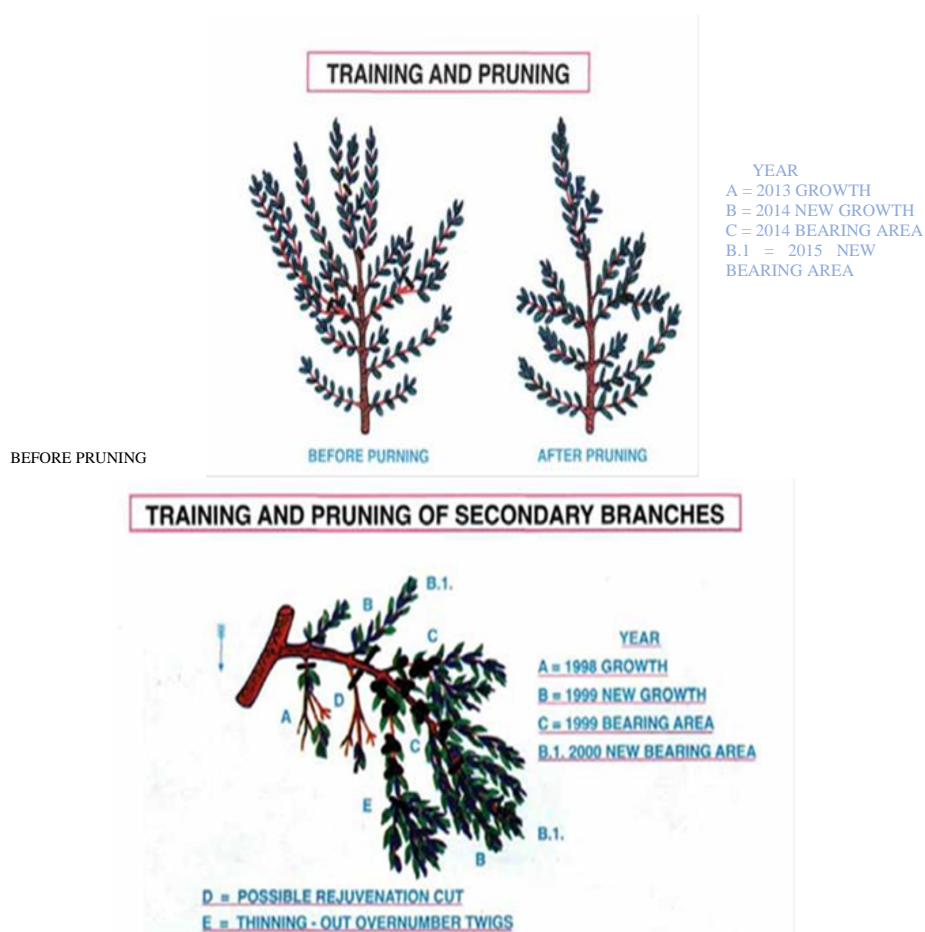 TRAINING AND PRUNING
YEAR
A = 2013 GROWTH
B = 2014 NEW GROWTH
C = 2014 BEARING AREA
B.1 = 2015 NEW
BEARING AREA
BEFORE PRUNING
BEFORE PURNING
AFTER PRUNING
TRAINING AND PRUNING OF SECONDARY BRANCHES
B.1.
B
C
A
D
C
E
B.1.
B
YEAR
A = 1998 GROWTH
B = 1999 NEW GROWTH
C = 1999 BEARING AREA
B.1. 2000 NEW BEARING AREA
D = POSSIBLE REJUVENATION CUT
E = THINNING - OUT OVERNUMBER TWIGS